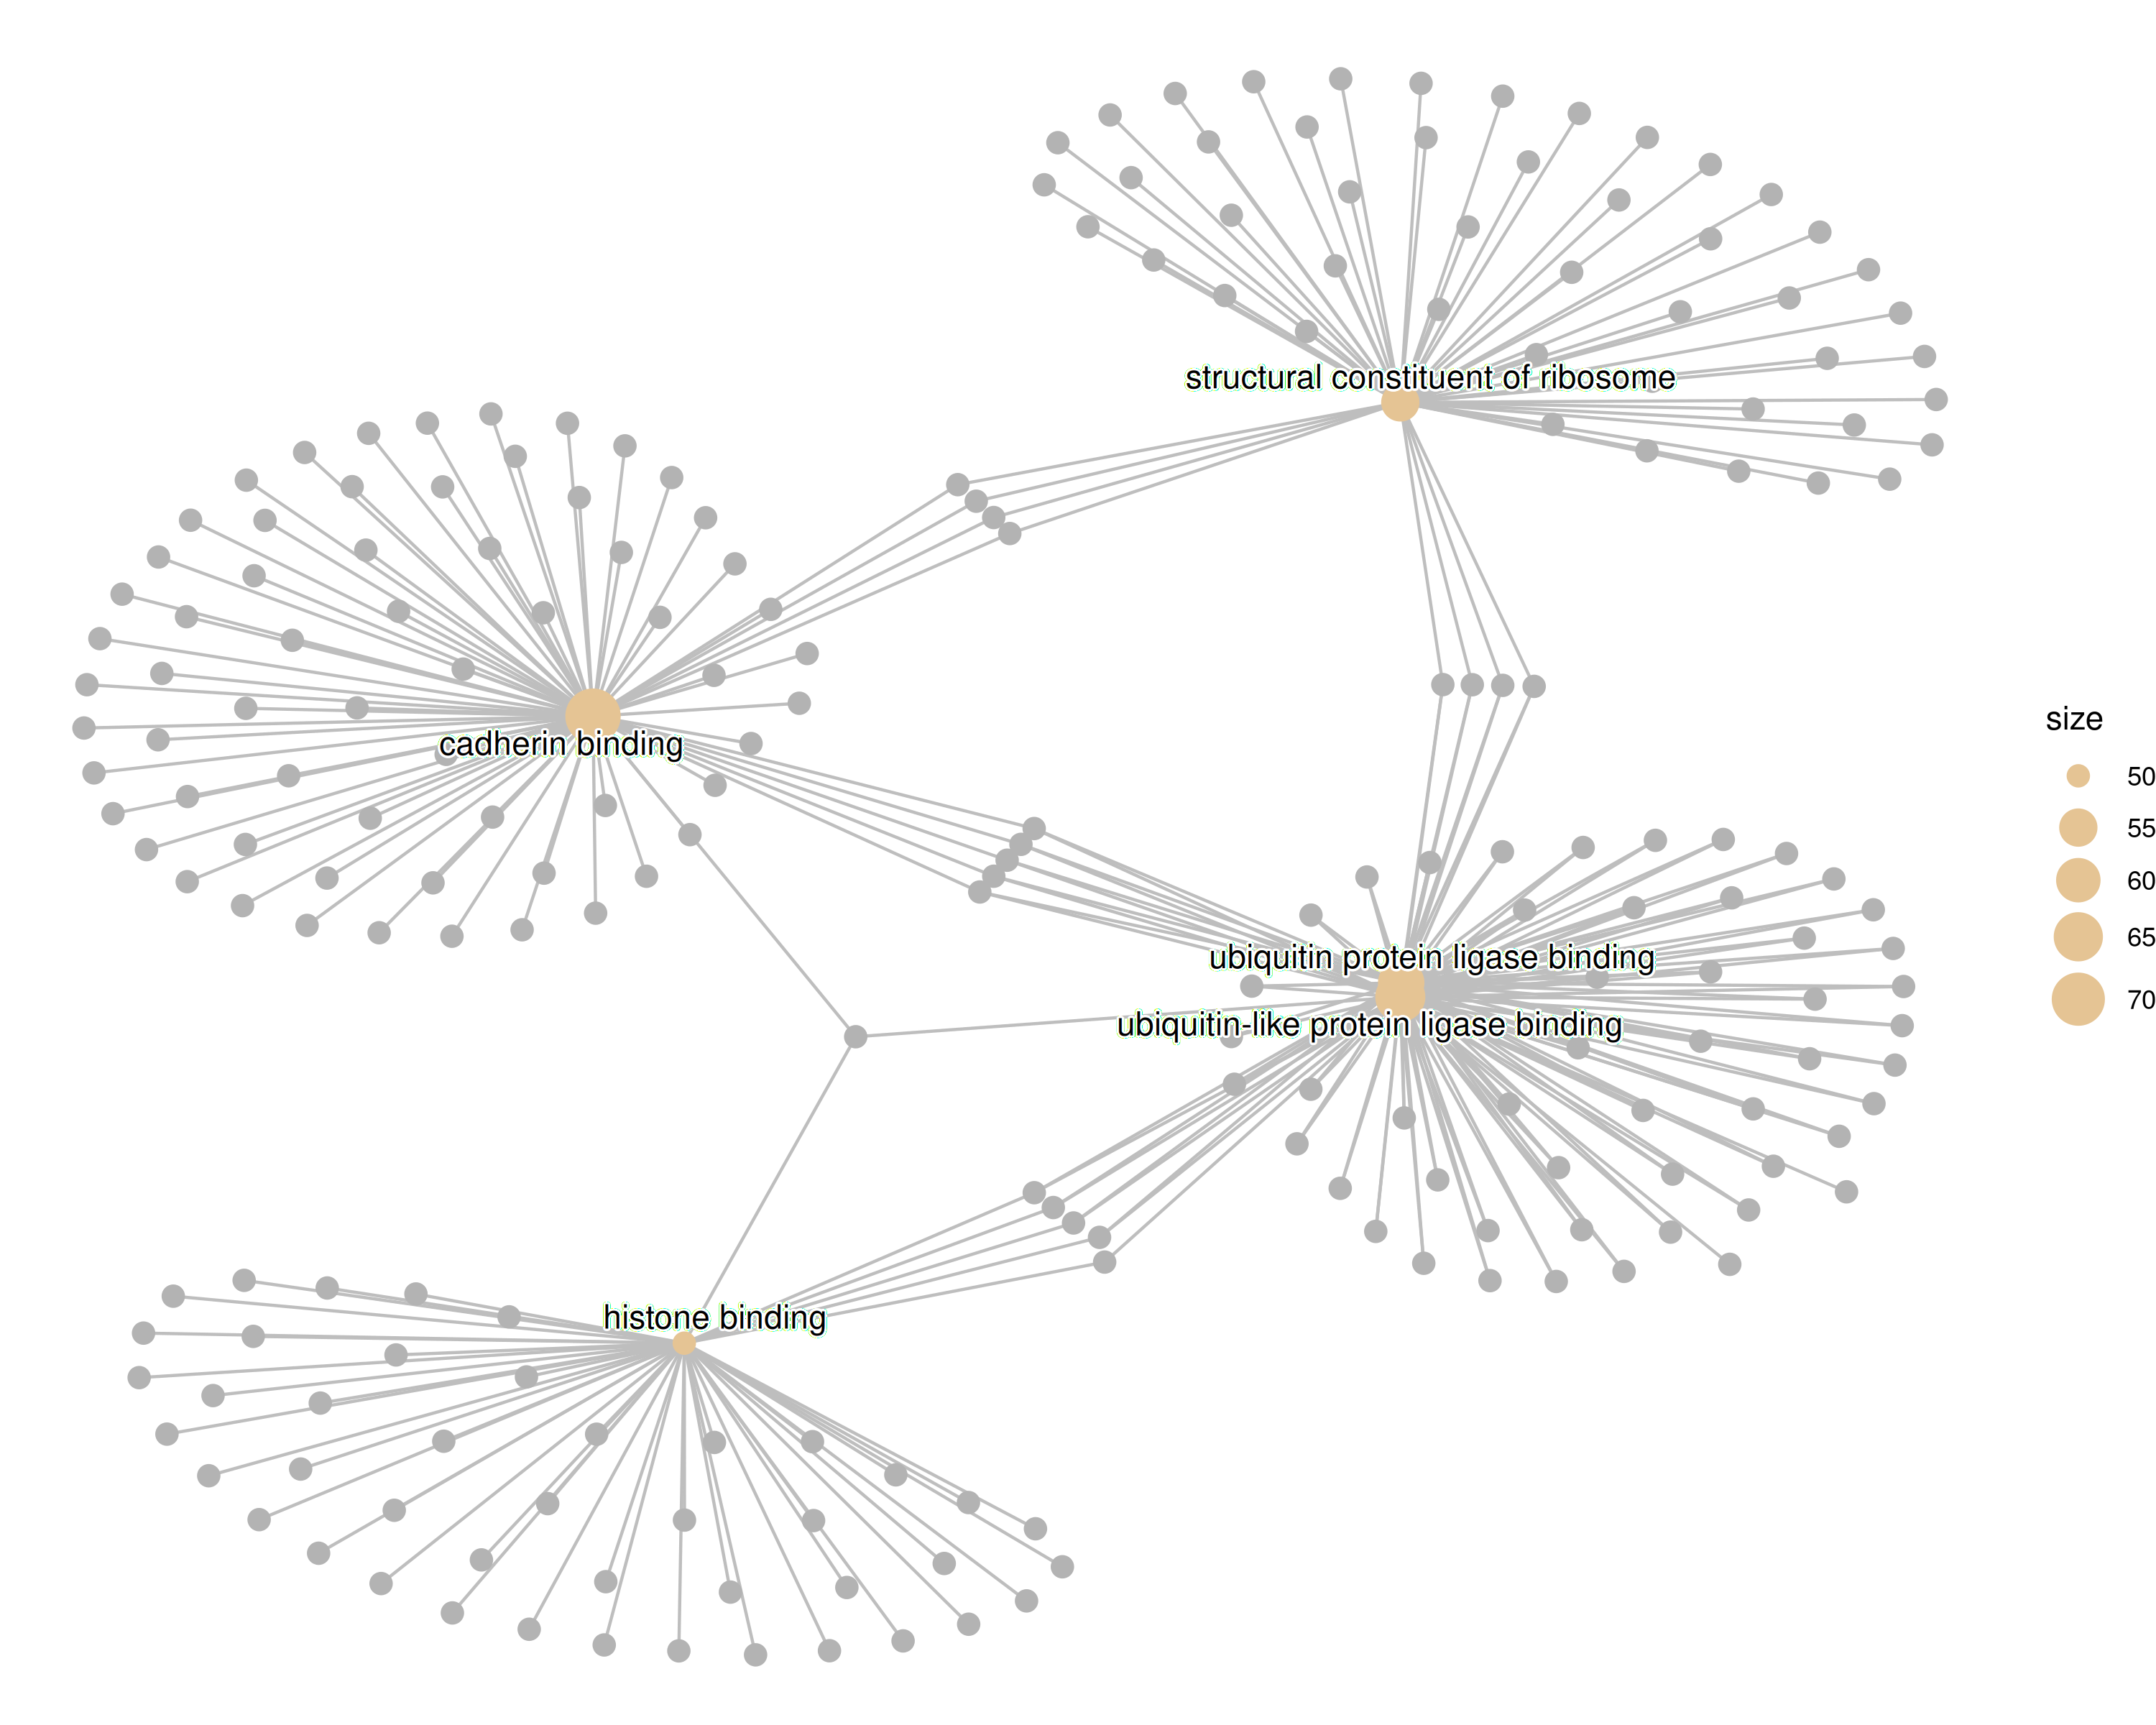 structural constituent of ribosome
cadherin binding
ubiquitin protein ligase binding
ubiquitin-like protein ligase binding
histone binding
size
50
55
60
65
70